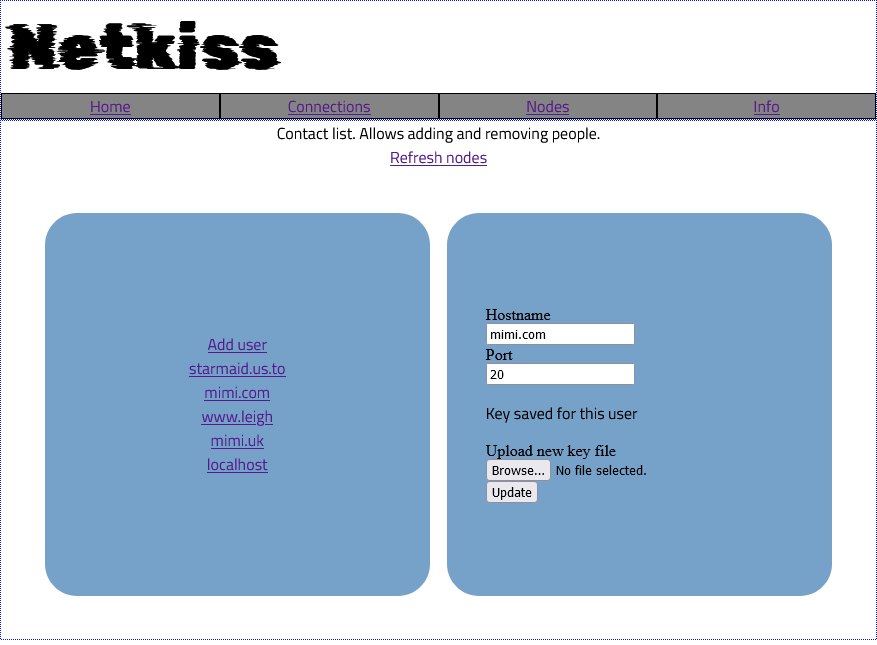 Netkiss
Home Connections Nodes Info
Contact list. Allows adding and removing people.
Refresh nodes
Add user
starmaid.us.to
mimi.com
www.leigh
mimi.uk
localhost
Hostname
mimi.com
Port
20
Key saved for this user
Upload new key file
Browse... No file selected.
Update